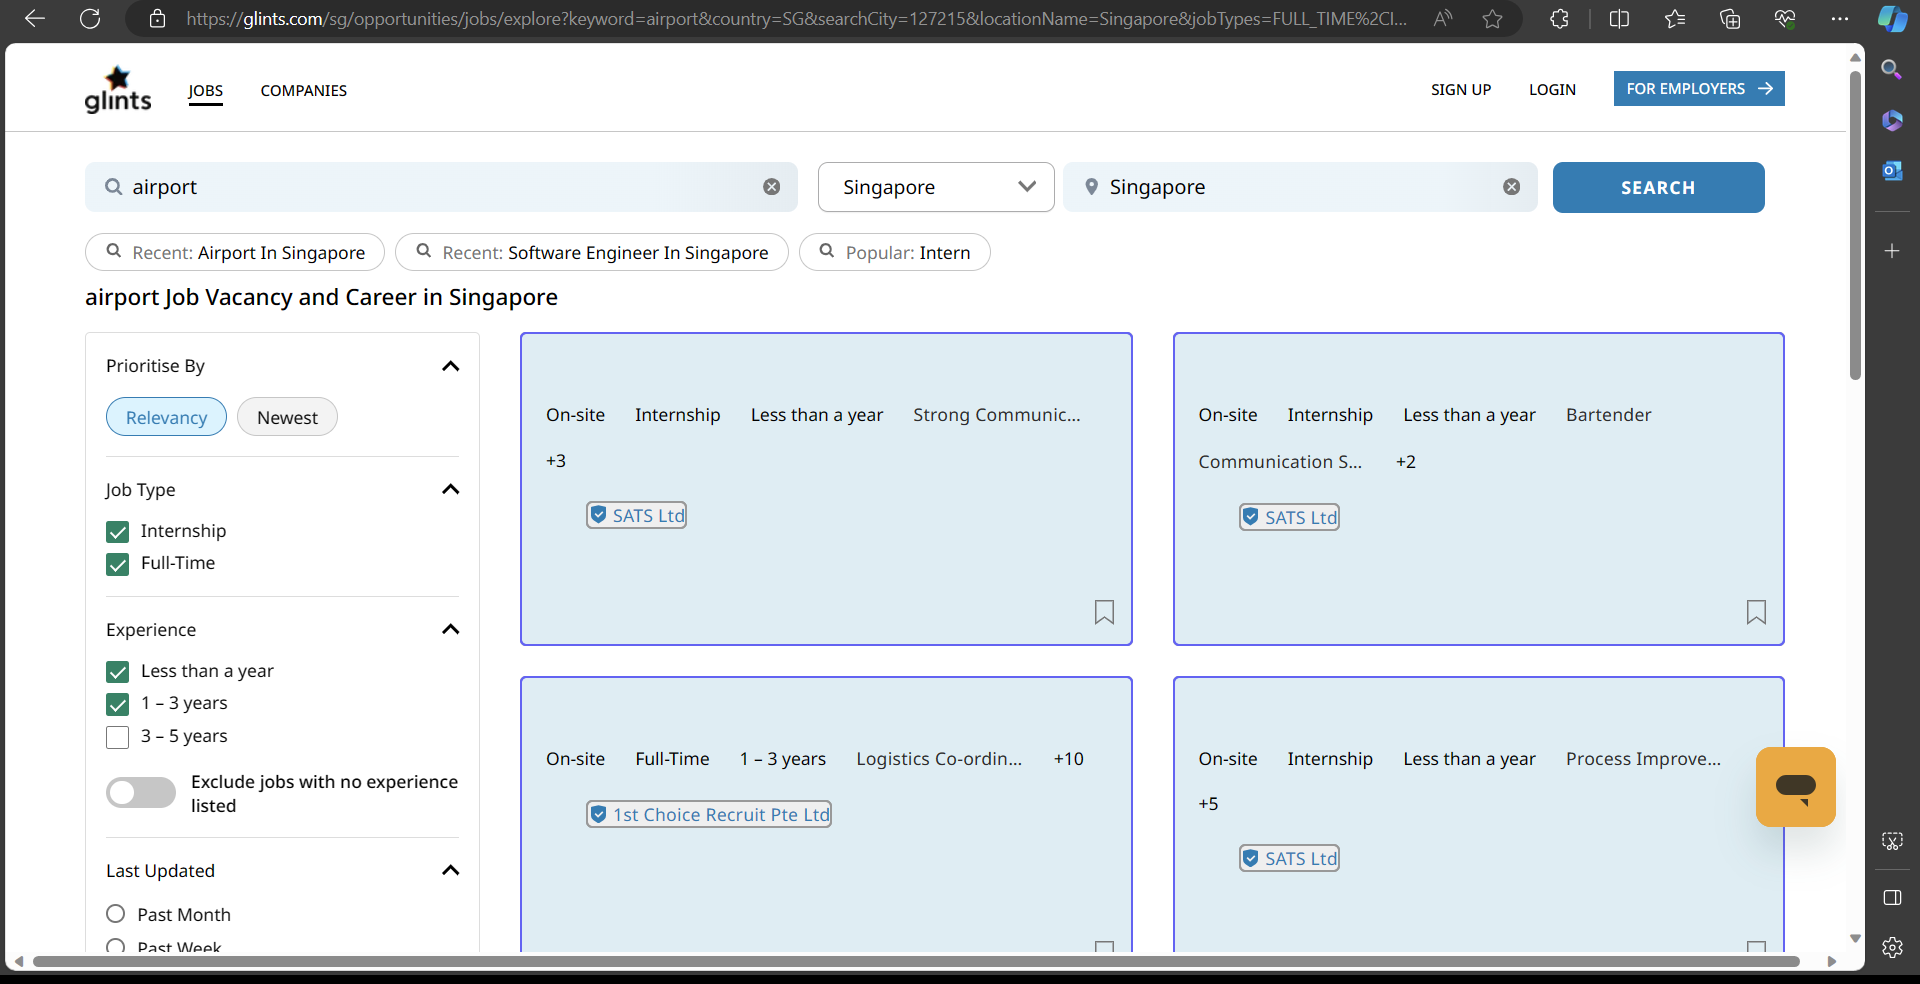 https://glints.com/sg/opportunities/jobs/explore?keyword=airport&country=SG&searchCity=127215&locationName=Singapore&jobTypes=FULL_TIME%2CI...
glints
JOBS
COMPANIES
SIGN UP
LOGIN
FOR EMPLOYERS
airport
Singapore
Singapore
SEARCH
Recent: Airport In Singapore
Recent: Software Engineer In Singapore
Popular: Intern
airport Job Vacancy and Career in Singapore
Prioritise By
Relevancy
Newest
Job Type
Internship
Full-Time
Experience
Less than a year
1 – 3 years
3 – 5 years
Exclude jobs with no experience
listed
Last Updated
Past Month
Past Week
On-site Internship Less than a year Strong Communic...
+3
SATS Ltd
On-site Internship Less than a year Bartender
Communication S... +2
SATS Ltd
On-site Full-Time 1 – 3 years Logistics Co-ordin... +10
1st Choice Recruit Pte Ltd
On-site Internship Less than a year Process Improve...
+5
SATS Ltd